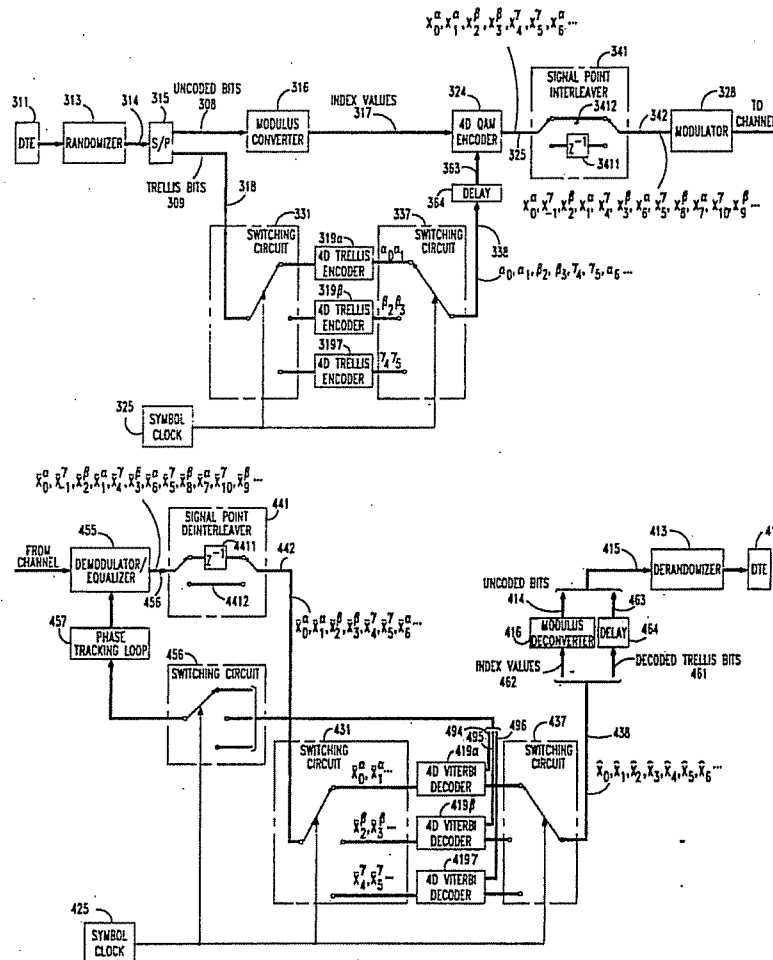 x₀^α, x₁^α, x₂^β, x₃^β, x₄^γ, x₅^γ, x₆^α ...
341
311
313
314
315
UNCODED BITS
308
316
INDEX VALUES
317
324
SIGNAL POINT
INTERLEAVER
3412
342
328
TO
CHANNEL
DTE
RANDOMIZER
S/P
MODULUS
CONVERTER
4D QAM
ENCODER
325
Z⁻¹
3411
MODULATOR
TRELLIS BITS
309
318
363
DELAY
364
x₀^α, x₋₁^γ, x₂^β, x₁^α, x₄^γ, x₃^β, x₆^α, x₅^γ, x₈^β, x₇^α, x₁₀^γ, x₉^β ...
331
SWITCHING
CIRCUIT
337
SWITCHING
CIRCUIT
338
319α
4D TRELLIS
ENCODER
α₀α₁
α₀, α₁, β₂, β₃, γ₄, γ₅, α₆ ...
319β
4D TRELLIS
ENCODER
β₂β₃
319γ
4D TRELLIS
ENCODER
γ₄γ₅
325
SYMBOL
CLOCK
x̄₀^α, x̄₋₁^γ, x̄₂^β, x̄₁^α, x̄₄^γ, x̄₃^β, x̄₆^α, x̄₅^γ, x̄₈^β, x̄₇^α, x̄₁₀^γ, x̄₉^β ...
441
455
SIGNAL POINT
DEINTERLEAVER
4411
442
413
415
FROM
CHANNEL
DEMODULATOR/
EQUALIZER
456
Z⁻¹
4412
DERANDOMIZER
DTE
UNCODED BITS
414
463
457
PHASE
TRACKING LOOP
x̄₀^α, x̄₁^α, x̄₂^β, x̄₃^β, x̄₄^γ, x̄₅^γ, x̄₆^α ...
416
MODULUS
DECONVERTER
DELAY
464
456
SWITCHING CIRCUIT
INDEX VALUES
462
DECODED TRELLIS
BITS
461
494
495
496
431
SWITCHING
CIRCUIT
437
SWITCHING
CIRCUIT
438
x̄₀^α, x̄₁^α ...
419α
4D VITERBI
DECODER
x̂₀, x̂₁, x̂₂, x̂₃, x̂₄, x̂₅, x̂₆ ...
x̄₂^β, x̄₃^β ...
419β
4D VITERBI
DECODER
x̄₄^γ, x̄₅^γ
419γ
4D VITERBI
DECODER
425
SYMBOL
CLOCK